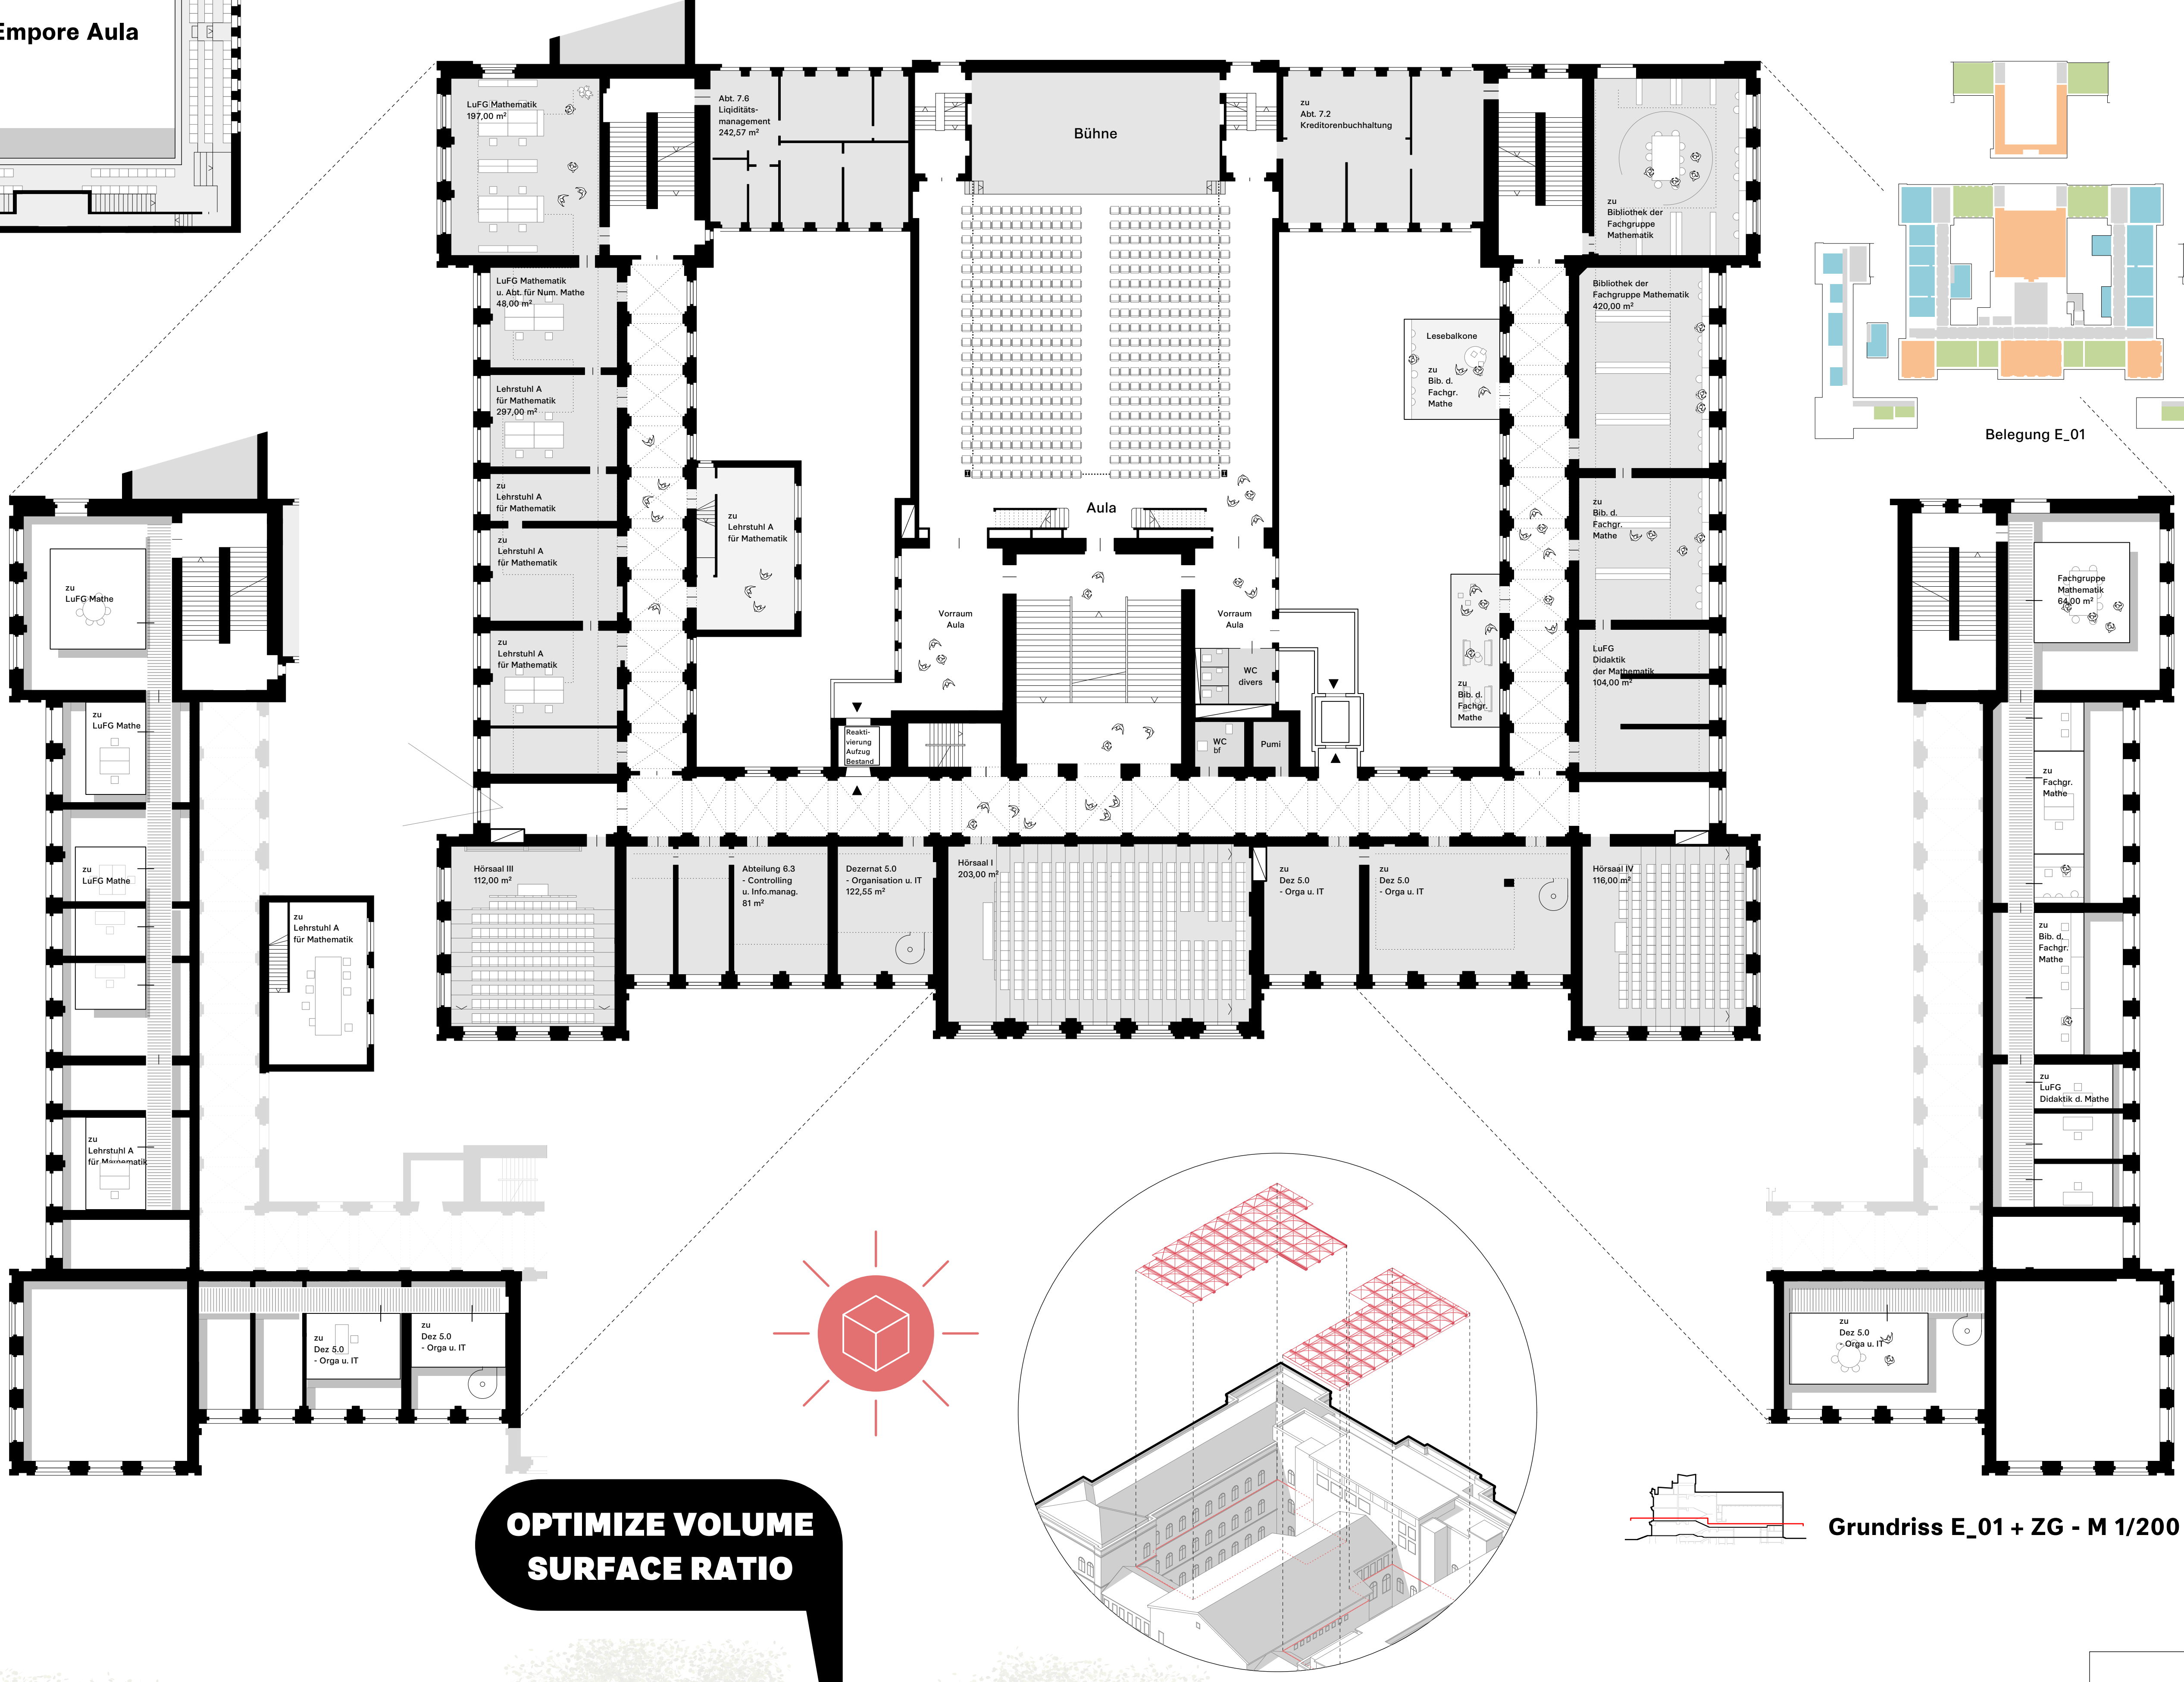 Empore Aula
LuFG Mathematik
197,00 m²
Abt. 7.6
Liqiditäts-
management
242,57 m²
Bühne
zu
Abt. 7.2
Kreditorenbuchhaltung
zu
Bibliothek der
Fachgruppe
Mathematik
LuFG Mathematik
u. Abt. für Num. Mathe
48,00 m²
Bibliothek der
Fachgruppe Mathematik
420,00 m²
Lesebalkone
zu
Bib. d.
Fachgr.
Mathe
Lehrstuhl A
für Mathematik
297,00 m²
Belegung E_01
zu
Lehrstuhl A
für Mathematik
zu
Lehrstuhl A
für Mathematik
zu
Lehrstuhl A
für Mathematik
Aula
zu
Bib. d.
Fachgr.
Mathe
zu
LuFG Mathe
Fachgruppe
Mathematik
64,00 m²
Vorraum
Aula
Vorraum
Aula
zu
Lehrstuhl A
für Mathematik
WC
divers
LuFG
Didaktik
der Mathematik
104,00 m²
zu
Bib. d.
Fachgr.
Mathe
zu
LuFG Mathe
Reakti-
vierung
Aufzug
Bestand
WC
bf
Pumi
zu
Fachgr.
Mathe
zu
LuFG Mathe
Hörsaal III
112,00 m²
Abteilung 6.3
- Controlling
u. Info.manag.
81 m²
Dezernat 5.0
- Organisation u. IT
122,55 m²
Hörsaal I
203,00 m²
zu
Dez 5.0
- Orga u. IT
zu
Dez 5.0
- Orga u. IT
Hörsaal IV
116,00 m²
zu
Lehrstuhl A
für Mathematik
zu
Bib. d.
Fachgr.
Mathe
zu
Lehrstuhl A
für Mathematik
zu
LuFG
Didaktik d. Mathe
zu
Dez 5.0
- Orga u. IT
zu
Dez 5.0
- Orga u. IT
zu
Dez 5.0
- Orga u. IT
OPTIMIZE VOLUME
SURFACE RATIO
Grundriss E_01 + ZG - M 1/200